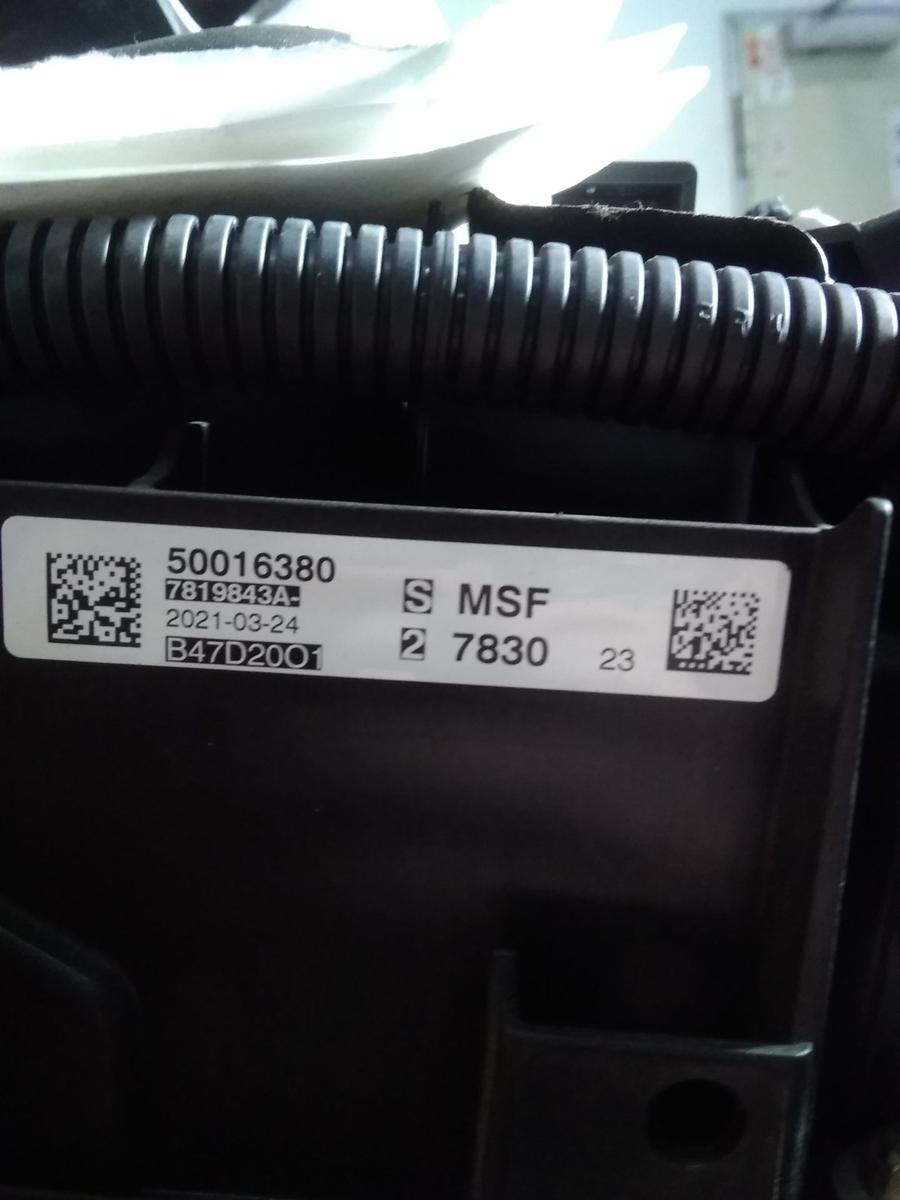 50016380
7819843A-
2021-03-24
B47D20O1
S MSF
2 7830 23